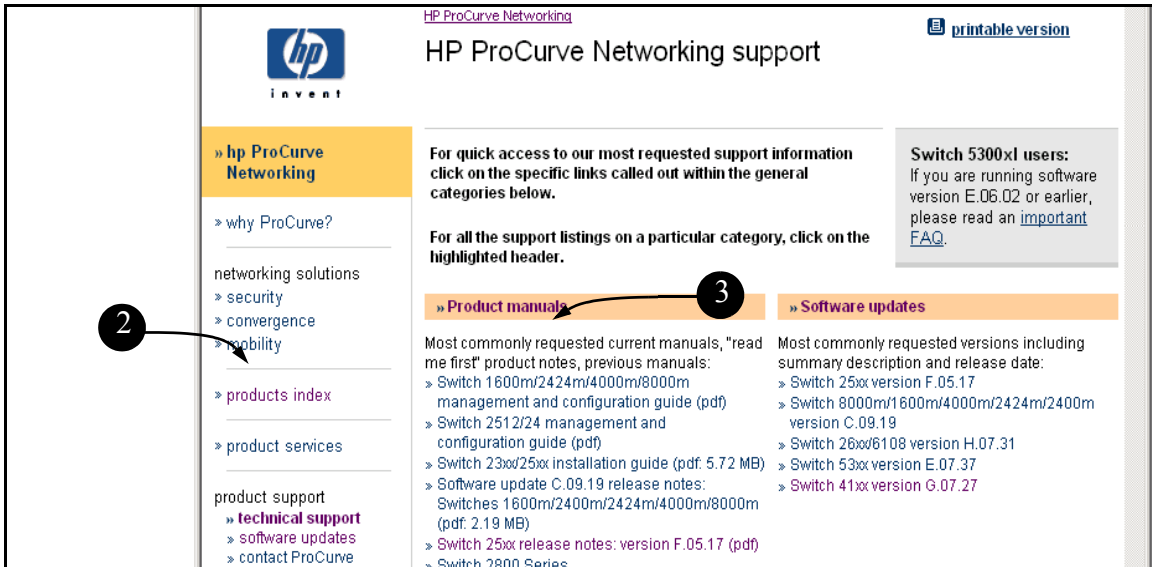 HP ProCurve Networking
HP ProCurve Networking support
printable version
hp
invent
» hp ProCurve
Networking
» why ProCurve?
networking solutions
» security
» convergence
» mobility
» products index
» product services
product support
» technical support
» software updates
» contact ProCurve
2
For quick access to our most requested support information
click on the specific links called out within the general
categories below.
For all the support listings on a particular category, click on the
highlighted header.
Switch 5300xl users:
If you are running software
version E.06.02 or earlier,
please read an important
FAQ.
» Product manuals
3
Most commonly requested current manuals, "read
me first" product notes, previous manuals:
» Switch 1600m/2424m/4000m/8000m
management and configuration guide (pdf)
» Switch 2512/24 management and
configuration guide (pdf)
» Switch 23xx/25xx installation guide (pdf: 5.72 MB)
» Software update C.09.19 release notes:
Switches 1600m/2400m/2424m/4000m/8000m
(pdf: 2.19 MB)
» Switch 25xx release notes: version F.05.17 (pdf)
» Switch 2800 Series
» Software updates
Most commonly requested versions including
summary description and release date:
» Switch 25xx version F.05.17
» Switch 8000m/1600m/4000m/2424m/2400m
version C.09.19
» Switch 26xx/6108 version H.07.31
» Switch 53xx version E.07.37
» Switch 41xx version G.07.27